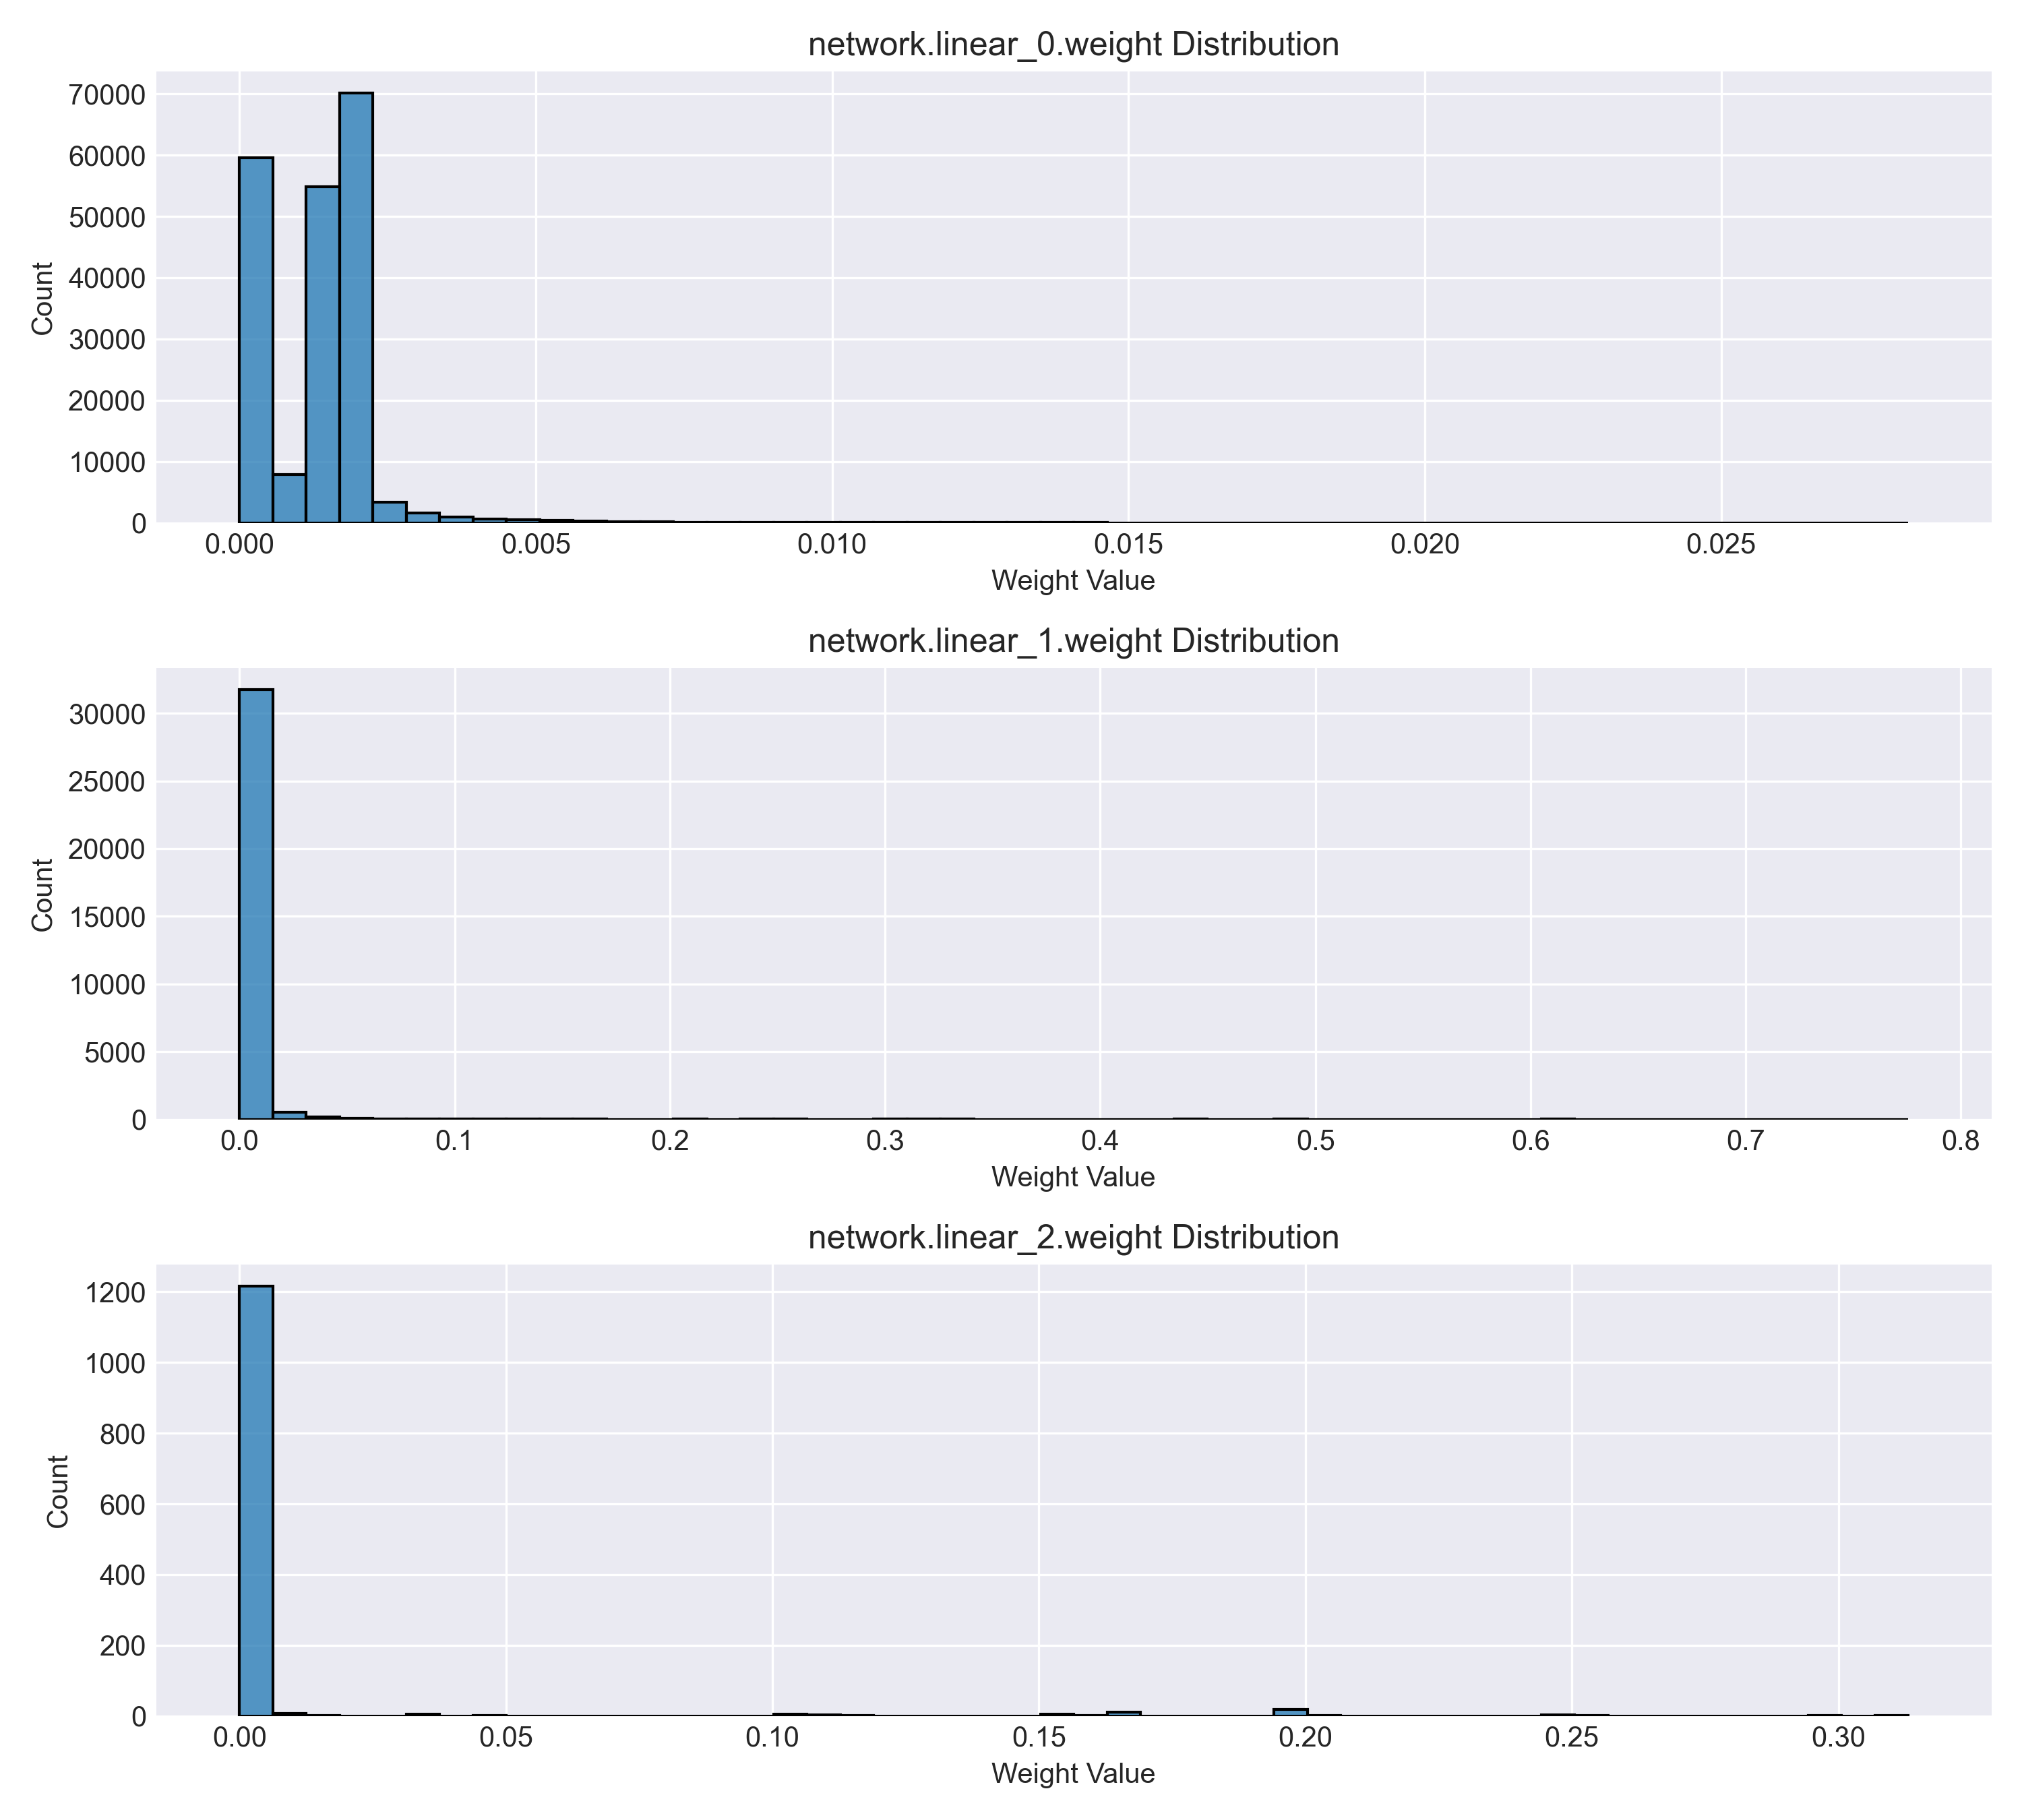 network.linear_0.weight Distribution
70000
60000
50000
40000
30000
20000
10000
0
Count
0.000 0.005 0.010 0.015 0.020 0.025
Weight Value
network.linear_1.weight Distribution
30000
25000
20000
15000
10000
5000
0
Count
0.0 0.1 0.2 0.3 0.4 0.5 0.6 0.7 0.8
Weight Value
network.linear_2.weight Distribution
1200
1000
800
600
400
200
0
Count
0.00 0.05 0.10 0.15 0.20 0.25 0.30
Weight Value